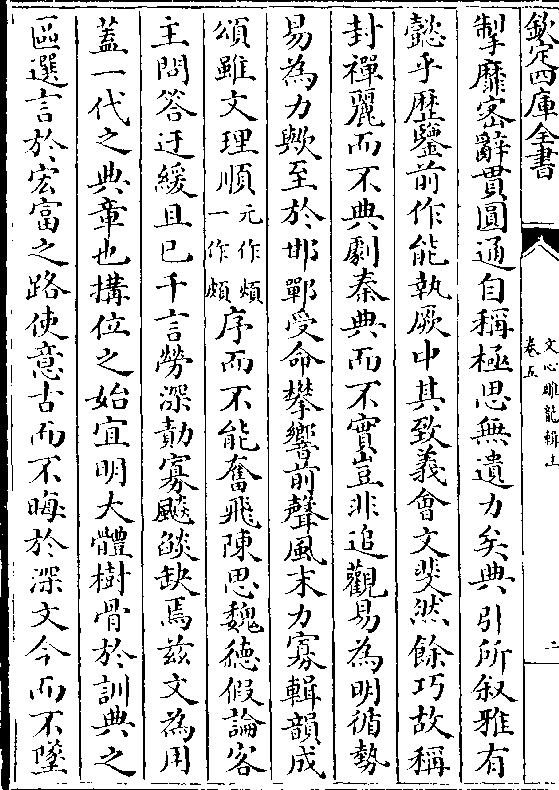 欽定四庫全書
文心雕龍輯注
卷五
二
掣靡宻辭貫圓通自稱極思無遺力矣典引所叙雅有
懿乎歴鑒前作能執厥中其致義會文斐然餘巧故稱
封禪麗而不典劇秦典而不實豈非追觀易為明循勢
易為力歟至於邯鄲受命攀響前聲風末力寡輯韻成
頌雖文理順元作頗一作頗序而不能奮飛陳思魏徳假論客
主問答迂緩且已千言勞深勣寡飈燄缺焉兹文為用
蓋一代之典章也搆位之始宜明大體樹骨於訓典之
區選言於宏富之路使意古而不晦於深文今而不墜